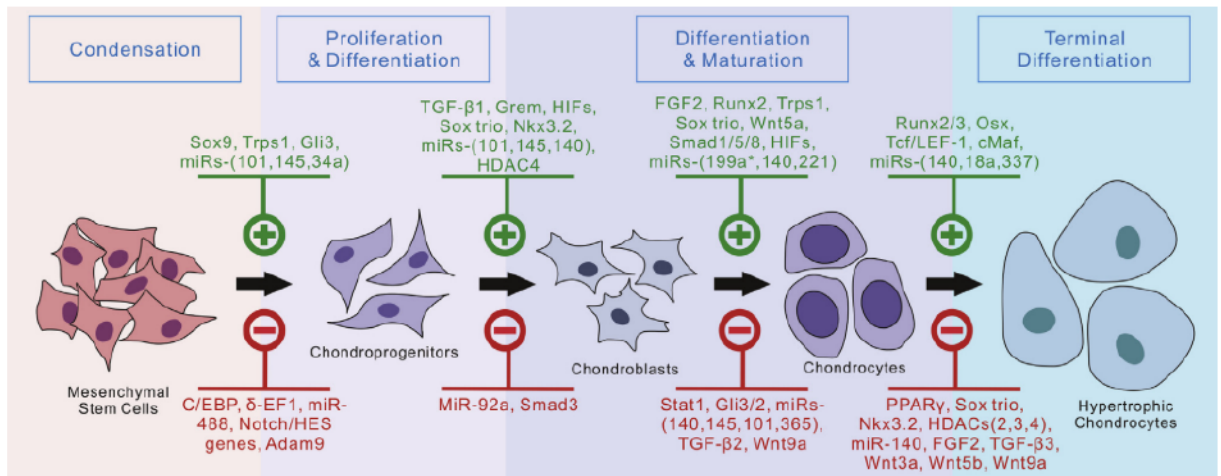 Condensation
Proliferation
& Differentiation
Differentiation
& Maturation
Terminal
Differentiation
Sox9, Trps1, Gli3,
miRs-(101,145,34a)
TGF-β1, Grem, HIFs,
Sox trio, Nkx3.2,
miRs-(101,145,140),
HDAC4
FGF2, Runx2, Trps1,
Sox trio, Wnt5a,
Smad1/5/8, HIFs,
miRs-(199a*,140,221)
Runx2/3, Osx,
Tcf/LEF-1, cMaf,
miRs-(140,18a,337)
Mesenchymal
Stem Cells
Chondroprogenitors
Chondroblasts
Chondrocytes
Hypertrophic
Chondrocytes
C/EBP, δ-EF1, miR-
488, Notch/HES
genes, Adam9
MiR-92a, Smad3
Stat1, Gli3/2, miRs-
(140,145,101,365),
TGF-β2, Wnt9a
PPARγ, Sox trio,
Nkx3.2, HDACs(2,3,4),
miR-140, FGF2, TGF-β3,
Wnt3a, Wnt5b, Wnt9a